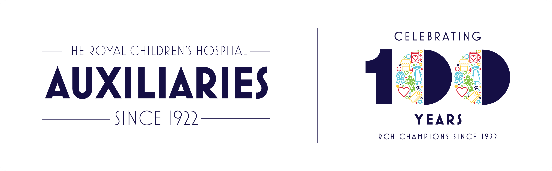 THE ROYAL CHILDREN'S HOSPITAL
AUXILIARIES
SINCE 1922
CELEBRATING
100
YEARS
RCH CHAMPIONS SINCE 1922